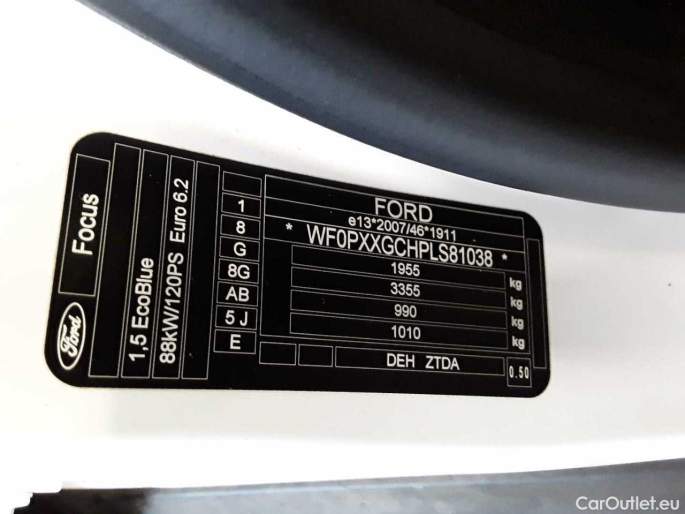 Ford
Focus
1,5 EcoBlue
88kW/120PS Euro 6.2
1
8
G
8G
AB
5 J
E
FORD
e13*2007/46*1911
* WF0PXXGCHPLS81038 *
1955 kg
3355 kg
990 kg
1010 kg
DEH ZTDA 0.50
CarOutlet.eu